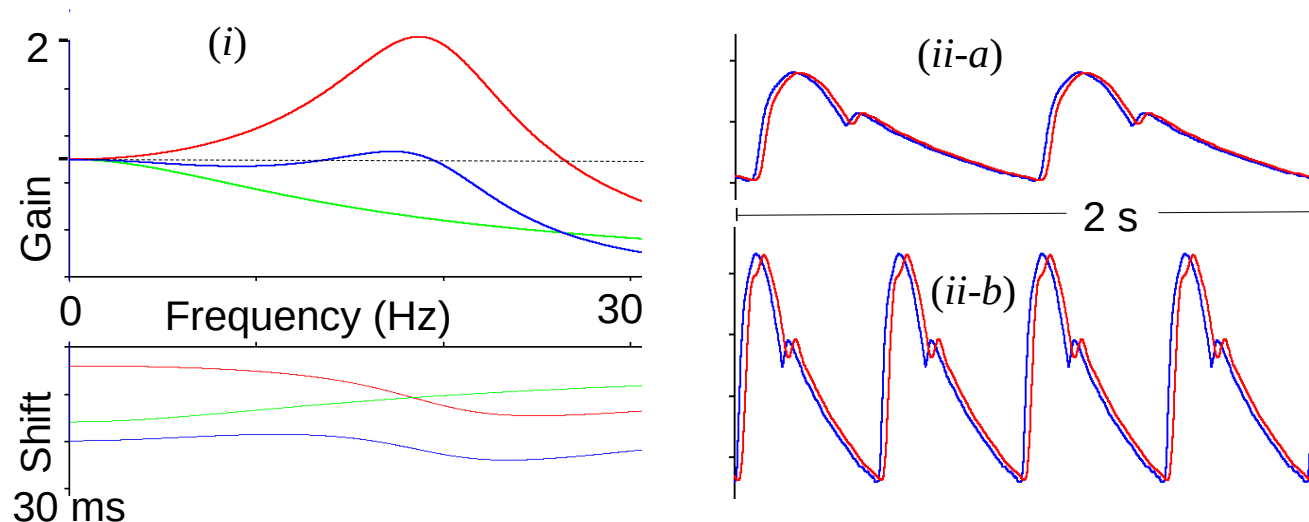 (i)
2
Gain
0
Frequency (Hz)
30
Shift
30 ms
(ii-a)
2 s
(ii-b)